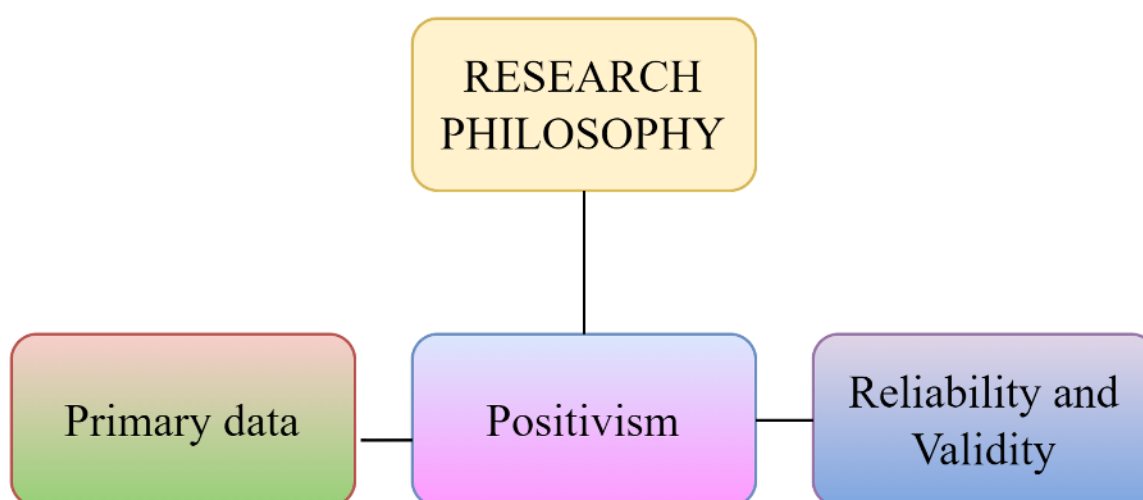 RESEARCH
PHILOSOPHY
Primary data
Positivism
Reliability and
Validity